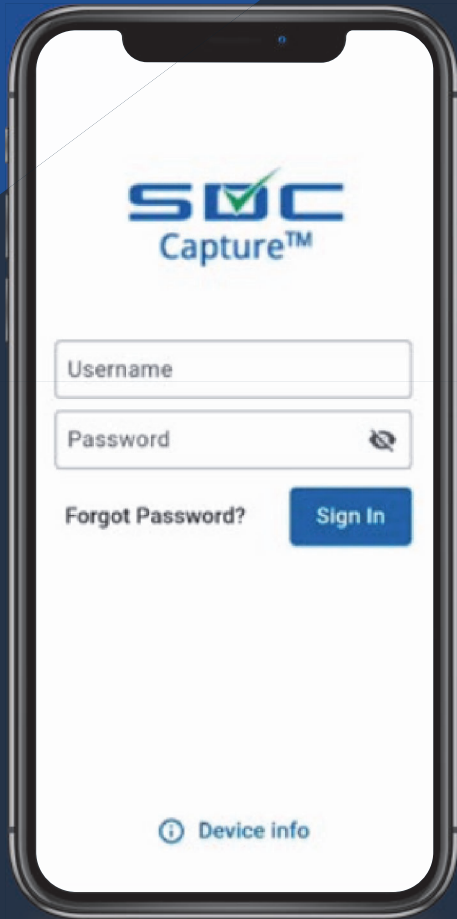 SDC
Capture™
Username
Password
Forgot Password?
Sign In
Device info